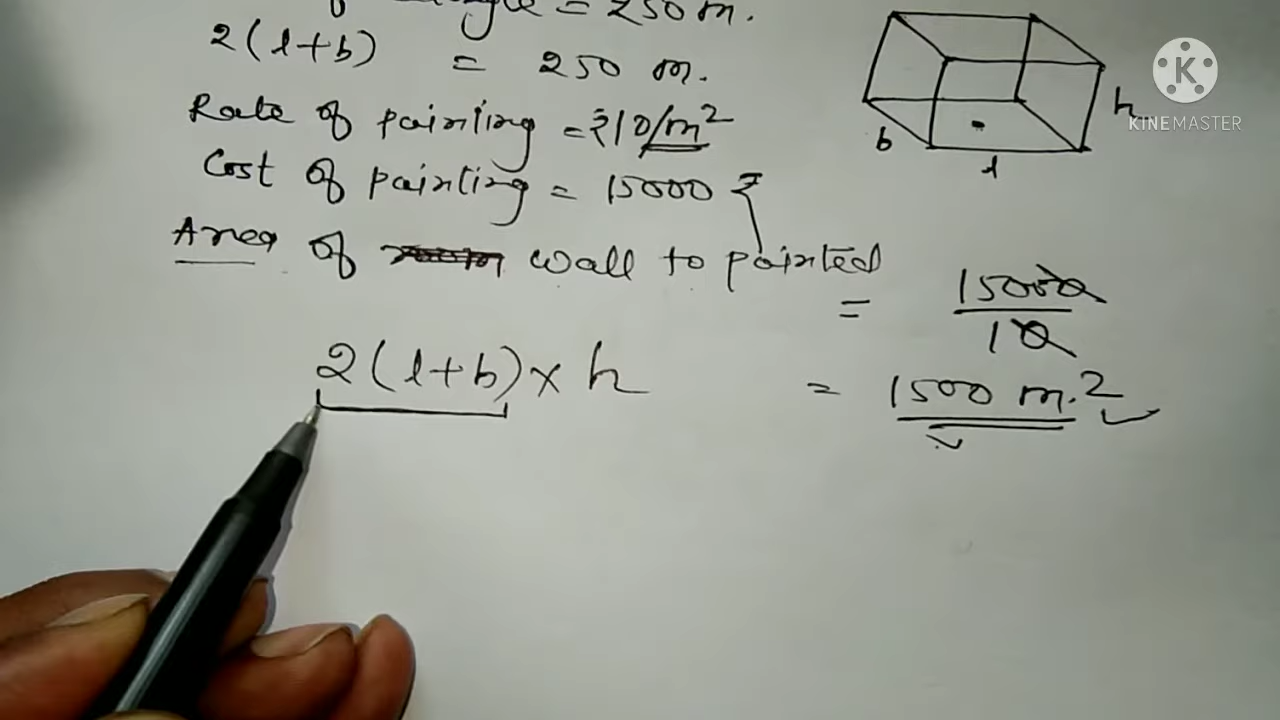 = 250 m.
2(l+b) = 250 m.
Rate of painting = ₹10/m²
Cost of painting = 15000 ₹
Area of wall to painted
= 15000/10
2(l+b) × h = 1500 m.²
h
b
l
K
KINEMASTER